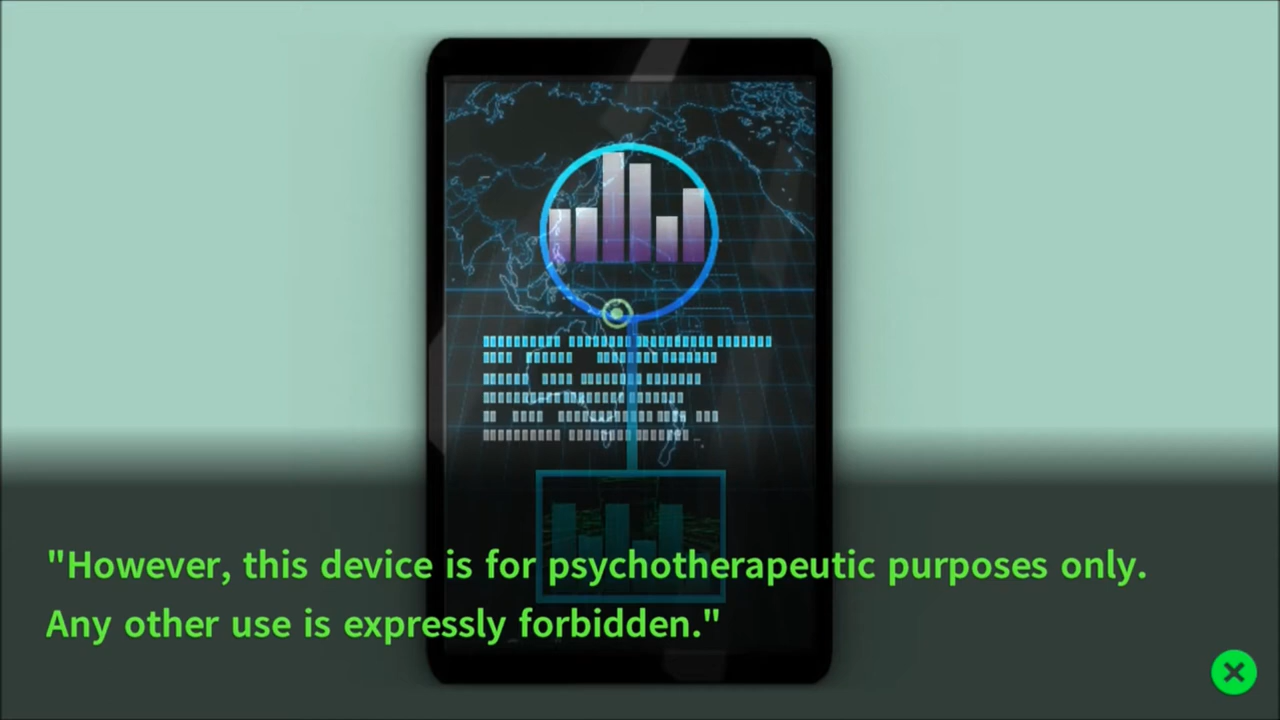 "However, this device is for psychotherapeutic purposes only.
Any other use is expressly forbidden."